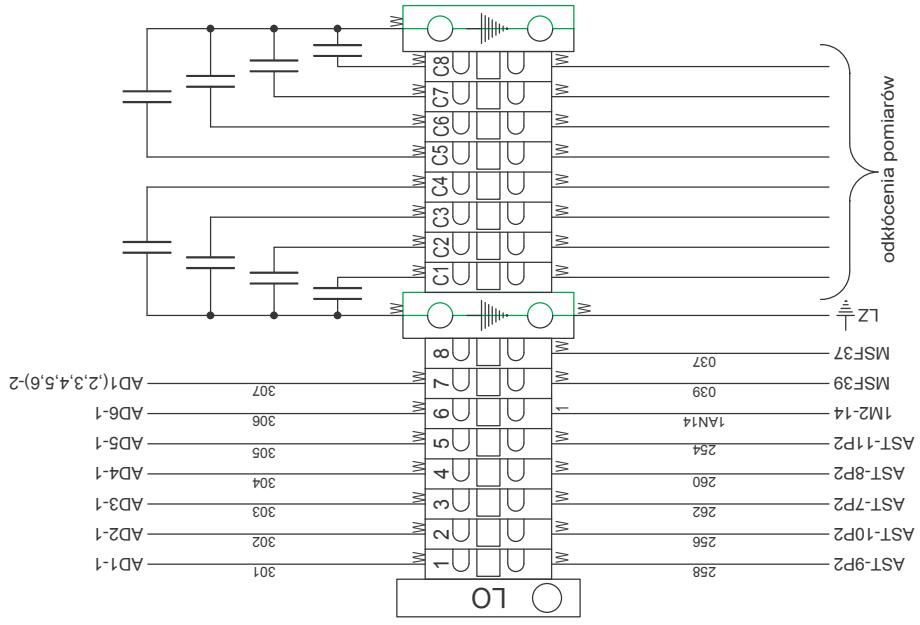 C8
C7
C6
C5
C4
C3
C2
C1
odkłócenia pomiarów
LZ
8 037 MSF37
AD1(,2,3,4,5,6)-2 307 7 039 MSF39
AD6-1 306 6 1 1AN14 1M2-14
AD5-1 305 5 254 AST-11P2
AD4-1 304 4 260 AST-8P2
AD3-1 303 3 262 AST-7P2
AD2-1 302 2 256 AST-10P2
AD1-1 301 1 258 AST-9P2
LO